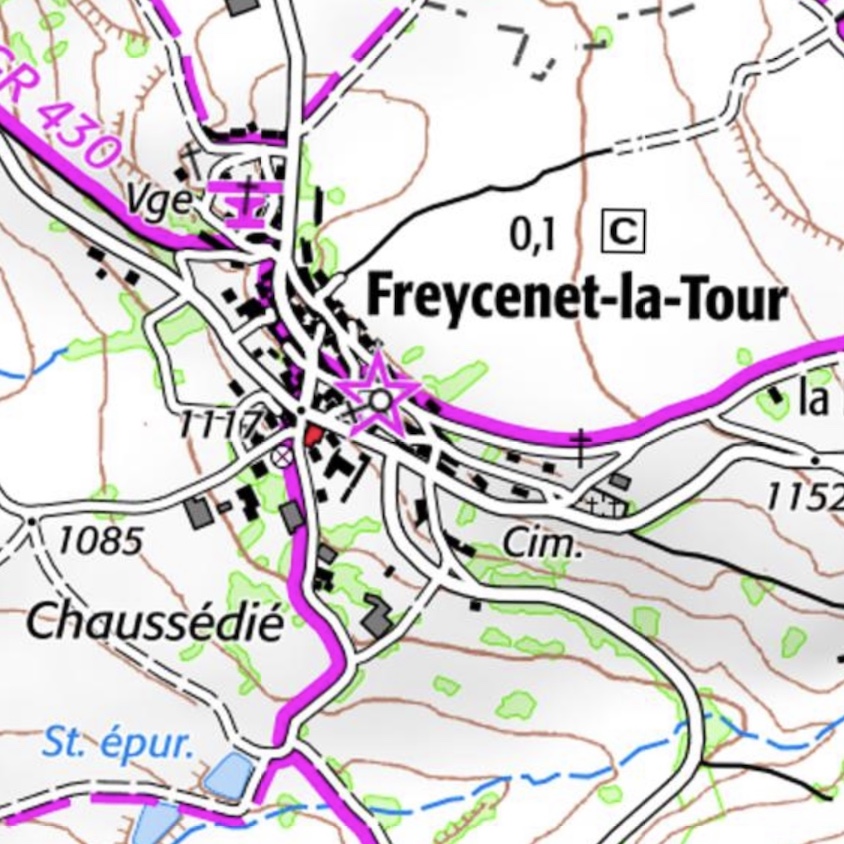 GR 430
Vge
0,1 C
Freycenet-la-Tour
la
1117
1152
1085
Cim.
Chaussédié
St. épur.